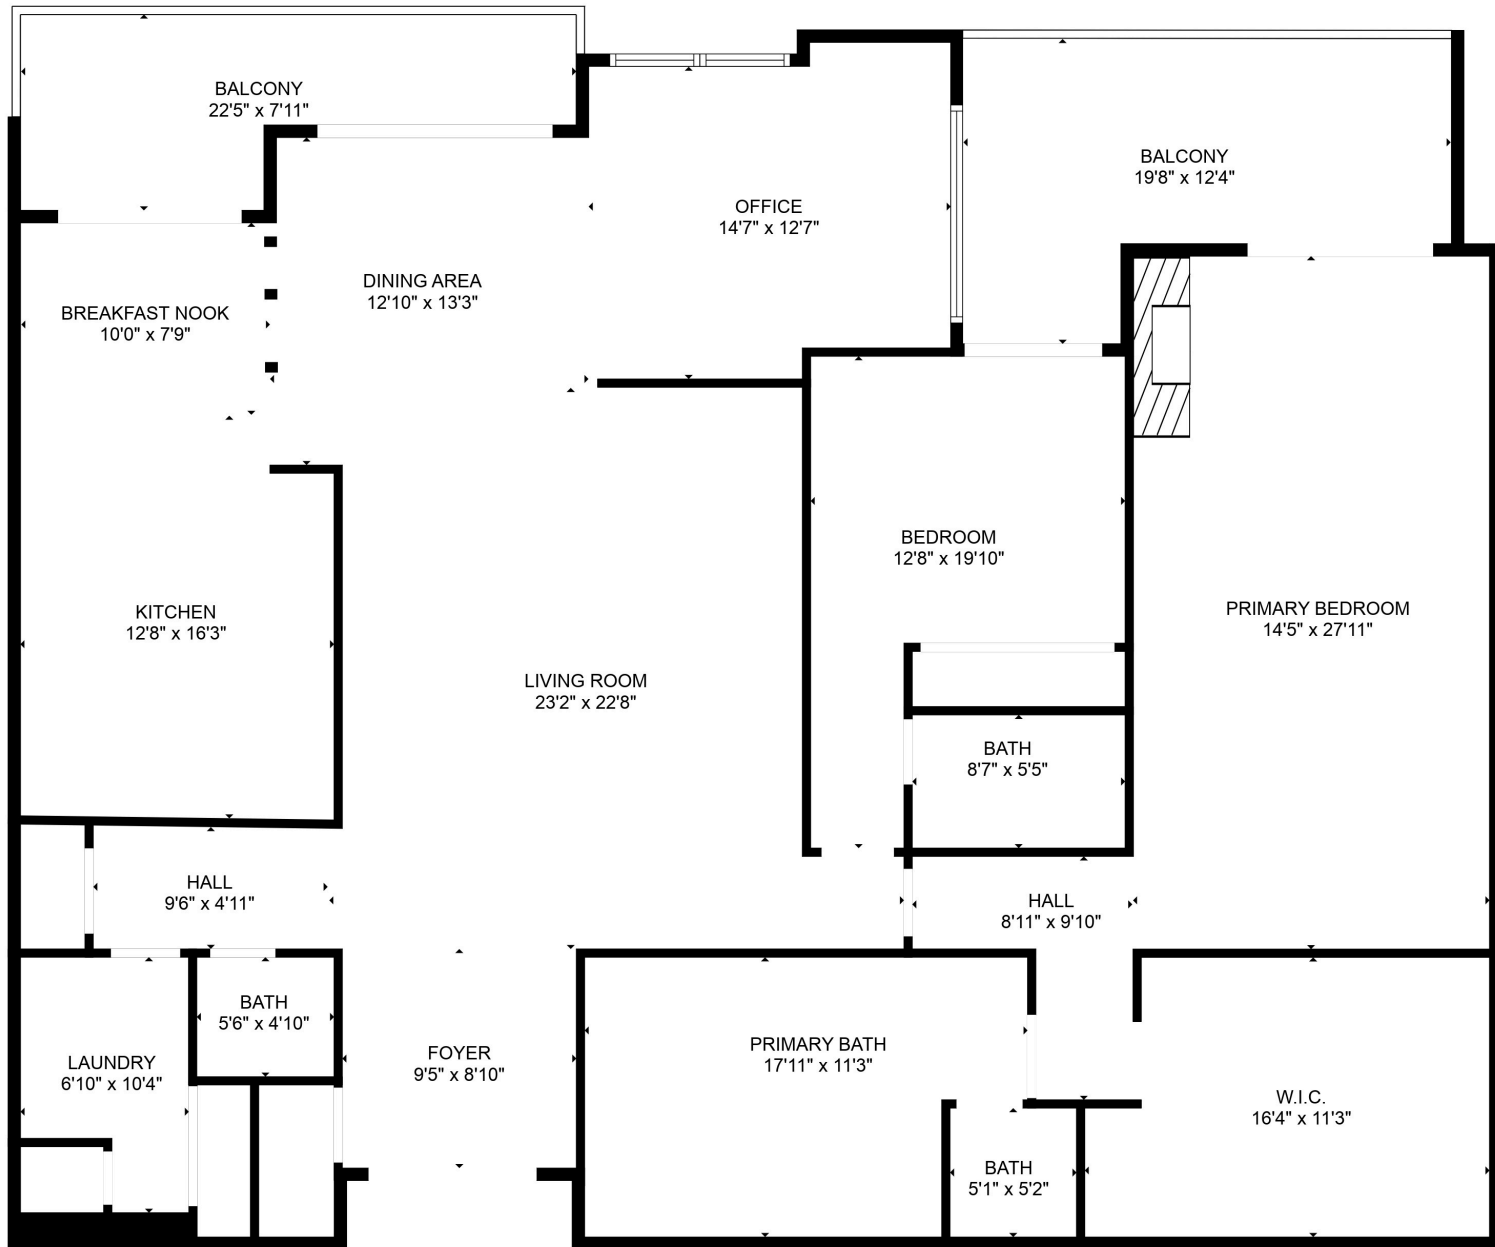 BALCONY
22'5" x 7'11"
BALCONY
19'8" x 12'4"
OFFICE
14'7" x 12'7"
DINING AREA
12'10" x 13'3"
BREAKFAST NOOK
10'0" x 7'9"
BEDROOM
12'8" x 19'10"
KITCHEN
12'8" x 16'3"
PRIMARY BEDROOM
14'5" x 27'11"
LIVING ROOM
23'2" x 22'8"
BATH
8'7" x 5'5"
HALL
9'6" x 4'11"
HALL
8'11" x 9'10"
BATH
5'6" x 4'10"
LAUNDRY
6'10" x 10'4"
FOYER
9'5" x 8'10"
PRIMARY BATH
17'11" x 11'3"
W.I.C.
16'4" x 11'3"
BATH
5'1" x 5'2"